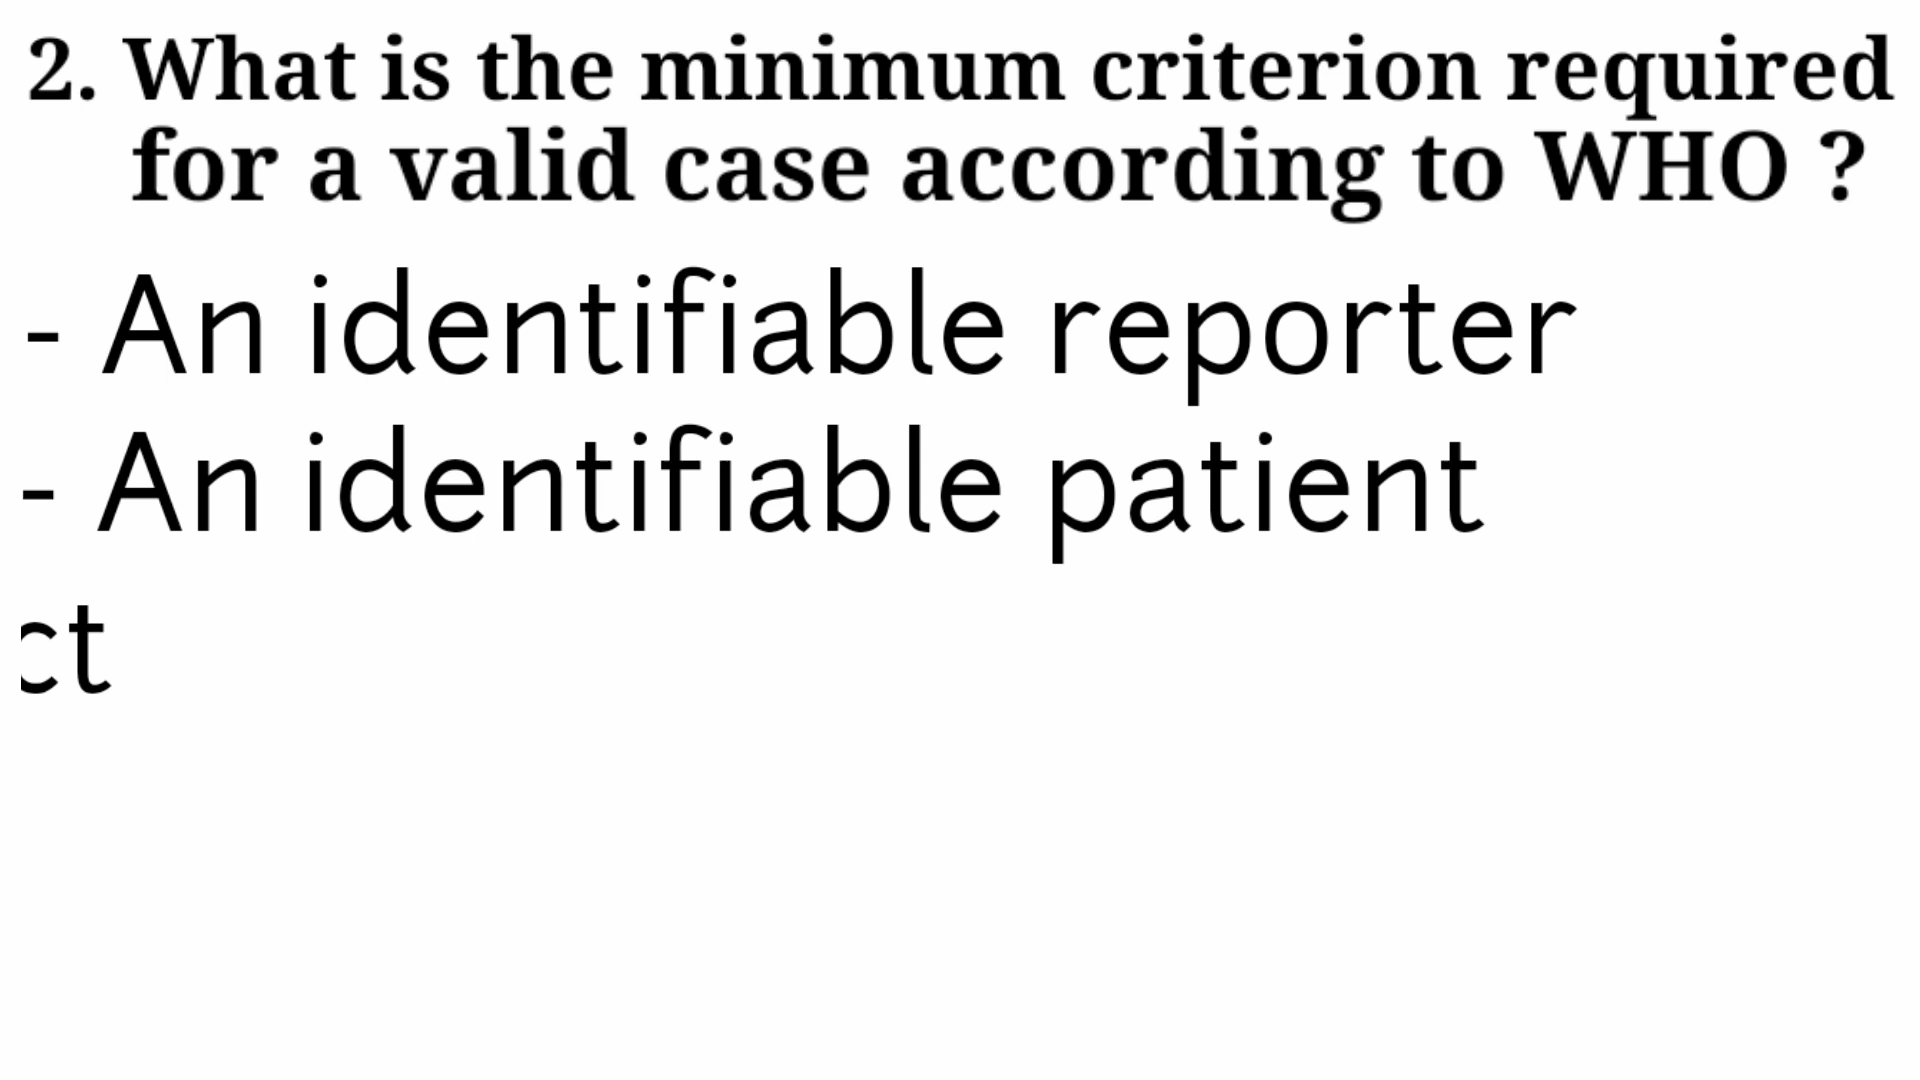 2. What is the minimum criterion required
for a valid case according to WHO ?
- An identifiable reporter
- An identifiable patient
ct